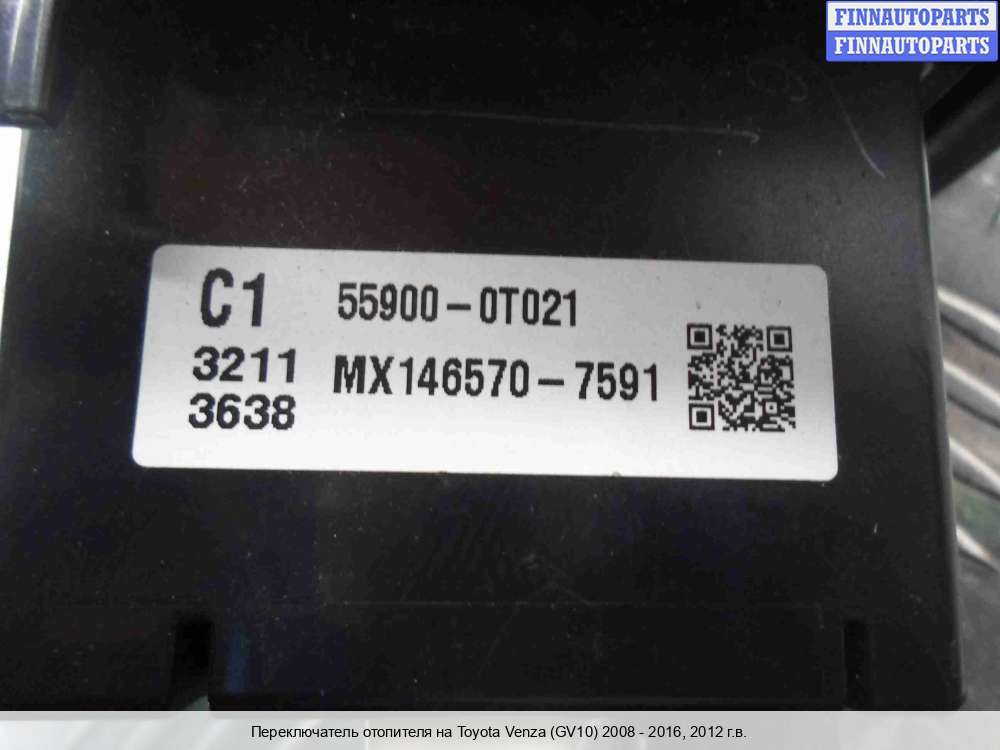 FINNAUTOPARTS
FINNAUTOPARTS
C1 55900-0T021
3211 MX146570-7591
3638
Переключатель отопителя на Toyota Venza (GV10) 2008 - 2016, 2012 г.в.